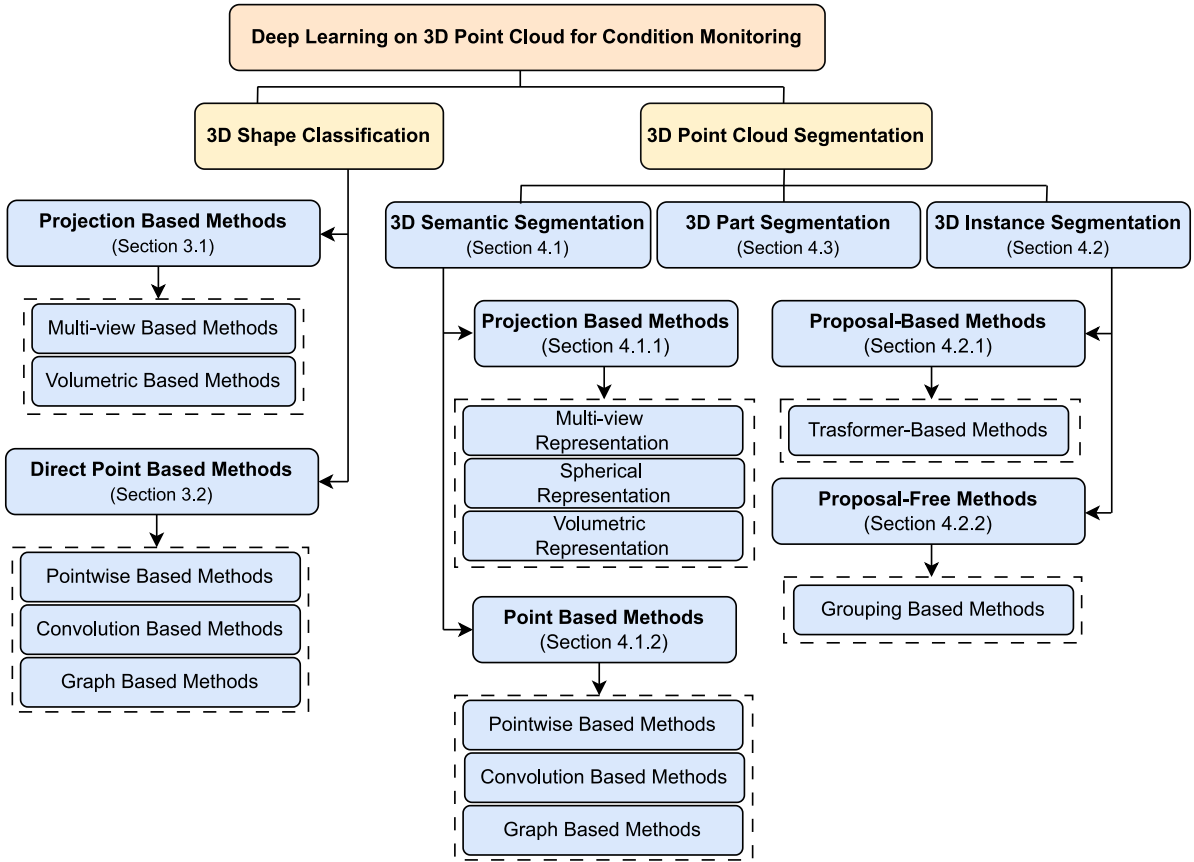 Deep Learning on 3D Point Cloud for Condition Monitoring
3D Shape Classification
3D Point Cloud Segmentation
Projection Based Methods
(Section 3.1)
Multi-view Based Methods
Volumetric Based Methods
Direct Point Based Methods
(Section 3.2)
Pointwise Based Methods
Convolution Based Methods
Graph Based Methods
3D Semantic Segmentation
(Section 4.1)
3D Part Segmentation
(Section 4.3)
3D Instance Segmentation
(Section 4.2)
Projection Based Methods
(Section 4.1.1)
Multi-view
Representation
Spherical
Representation
Volumetric
Representation
Point Based Methods
(Section 4.1.2)
Pointwise Based Methods
Convolution Based Methods
Graph Based Methods
Proposal-Based Methods
(Section 4.2.1)
Trasformer-Based Methods
Proposal-Free Methods
(Section 4.2.2)
Grouping Based Methods